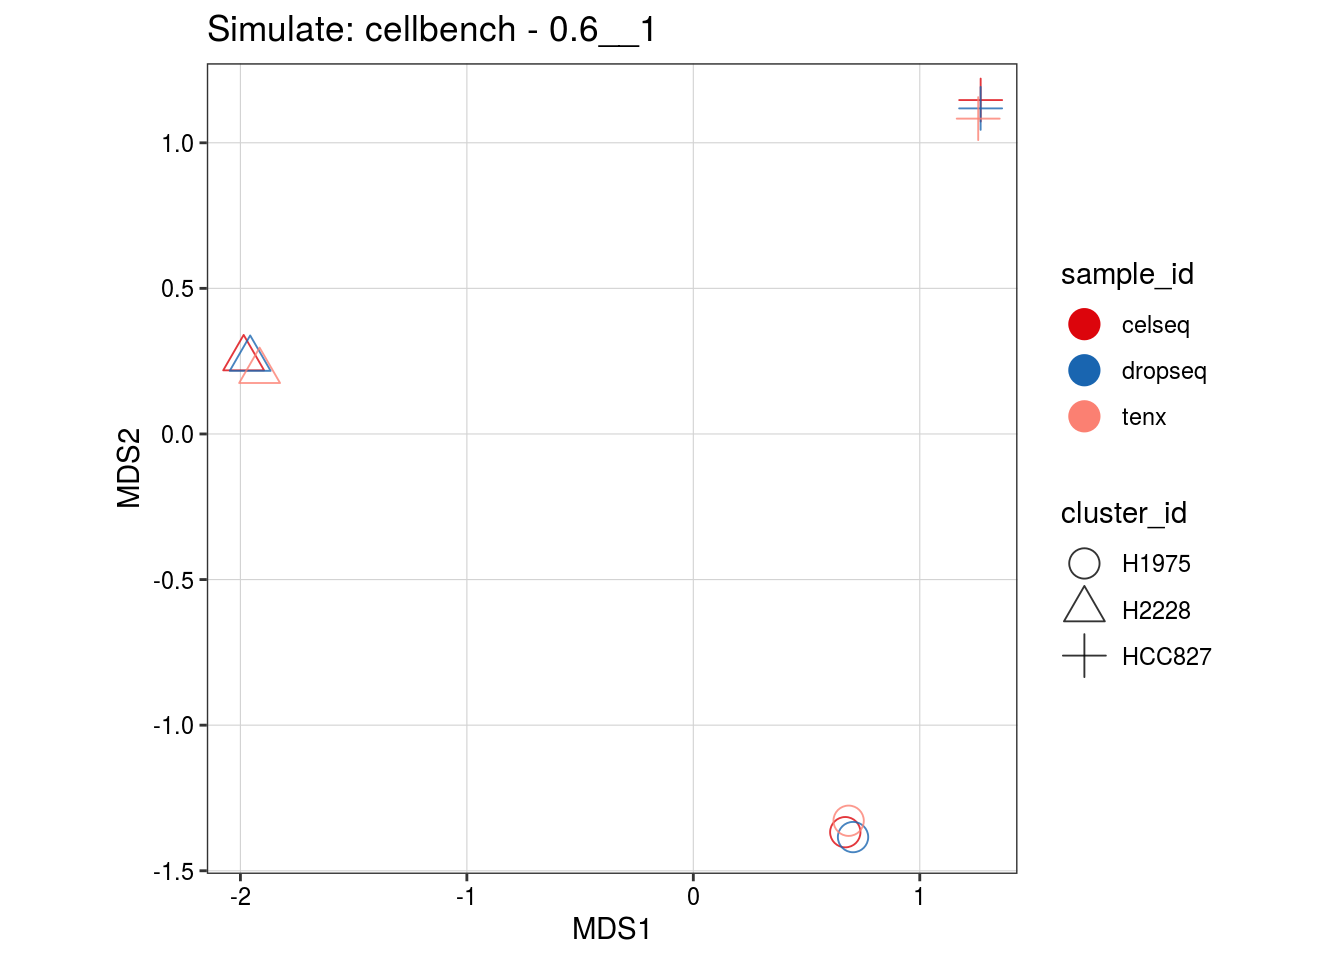 Simulate: cellbench - 0.6__1
1.0
0.5
0.0
-0.5
-1.0
-1.5
MDS2
-2
-1
0
1
MDS1
sample_id
celseq
dropseq
tenx
cluster_id
H1975
H2228
HCC827